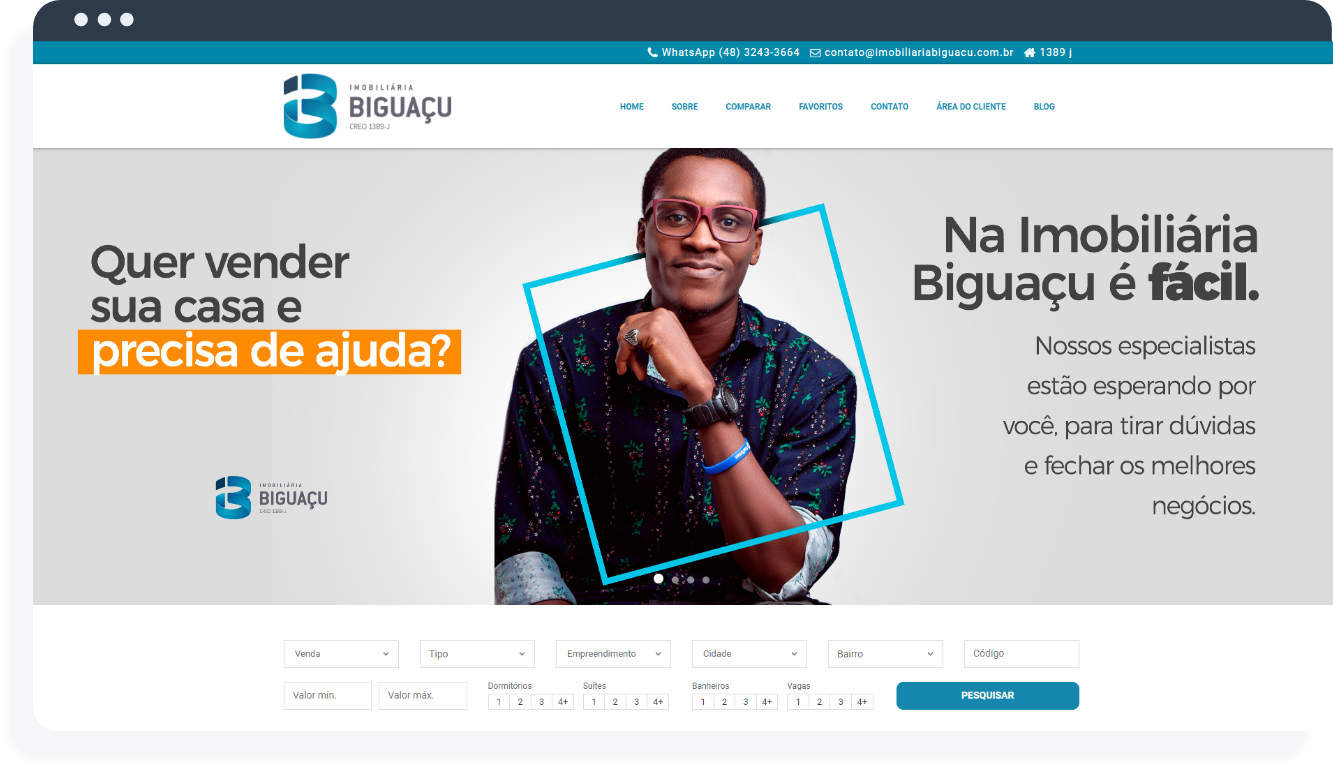 WhatsApp (48) 3243-3664 contato@imobiliariabiguacu.com.br 1389 j
IMOBILIÁRIA
BIGUAÇU
CRECI 1389-J
HOME SOBRE COMPARAR FAVORITOS CONTATO ÁREA DO CLIENTE BLOG
Quer vender
sua casa e
precisa de ajuda?
IMOBILIÁRIA
BIGUAÇU
CRECI 1389-J
Na Imobiliária
Biguaçu é fácil.
Nossos especialistas
estão esperando por
você, para tirar dúvidas
e fechar os melhores
negócios.
Venda Tipo Empreendimento Cidade Bairro Código
Valor mín. Valor máx.
Dormitórios Suítes Banheiros Vagas
1 2 3 4+ 1 2 3 4+ 1 2 3 4+ 1 2 3 4+
PESQUISAR